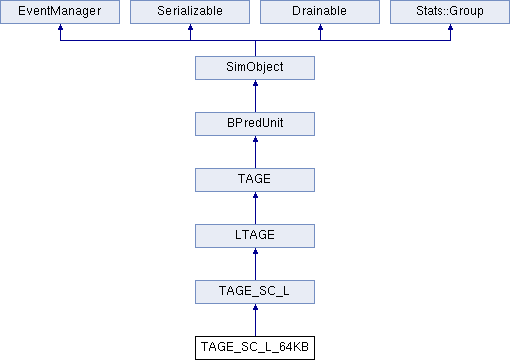 EventManager
Serializable
Drainable
Stats::Group
SimObject
BPredUnit
TAGE
LTAGE
TAGE_SC_L
TAGE_SC_L_64KB